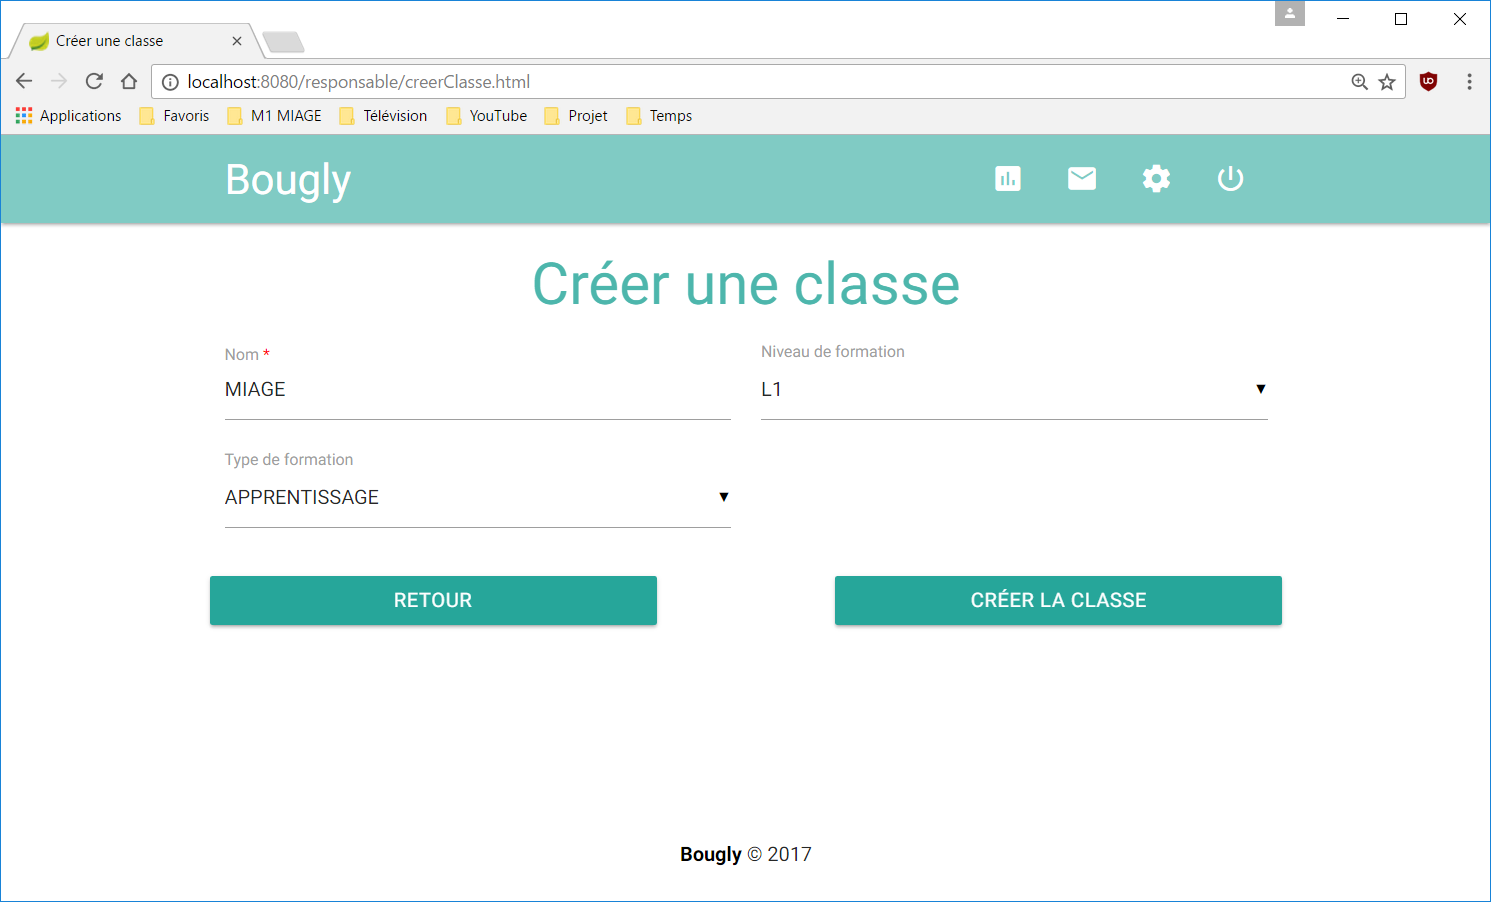 Créer une classe
localhost:8080/responsable/creerClasse.html
Applications Favoris M1 MIAGE Télévision YouTube Projet Temps
Bougly
Créer une classe
Nom * Niveau de formation
MIAGE L1
Type de formation
APPRENTISSAGE
RETOUR CRÉER LA CLASSE
Bougly © 2017